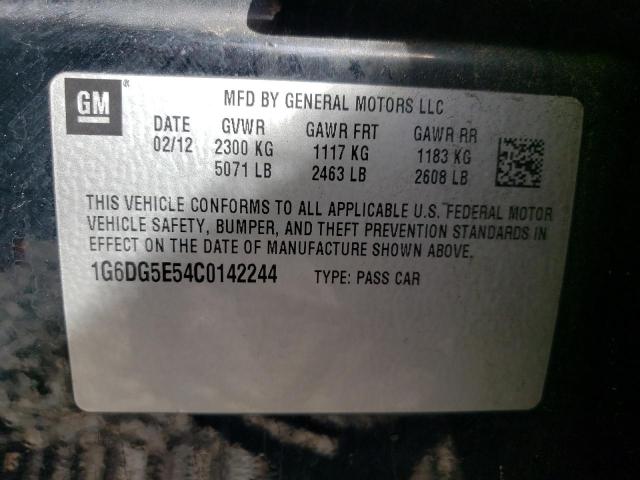 GM®
MFD BY GENERAL MOTORS LLC
DATE GVWR GAWR FRT GAWR RR
02/12 2300 KG 1117 KG 1183 KG
5071 LB 2463 LB 2608 LB
THIS VEHICLE CONFORMS TO ALL APPLICABLE U.S. FEDERAL MOTOR
VEHICLE SAFETY, BUMPER, AND THEFT PREVENTION STANDARDS IN
EFFECT ON THE DATE OF MANUFACTURE SHOWN ABOVE.
1G6DG5E54C0142244 TYPE: PASS CAR